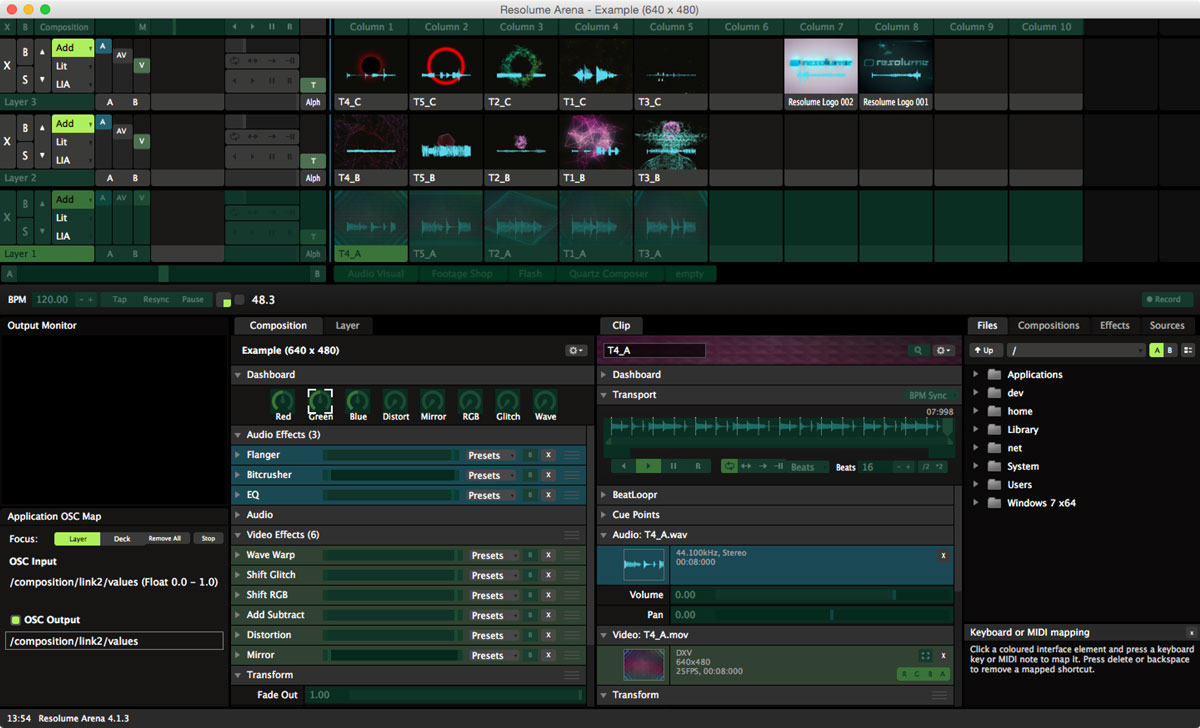 Resolume Arena - Example (640 x 480)
X B Composition M R Column 1 Column 2 Column 3 Column 4 Column 5 Column 6 Column 7 Column 8 Column 9 Column 10
X B S Add Lit LIA A AV V T
Layer 3 A B Alph T4_C T5_C T2_C T1_C T3_C Resolume Logo 002 Resolume Logo 001
X B S Add Lit LIA A AV V R T
Layer 2 A B Alph T4_B T5_B T2_B T1_B T3_B
X B S Add Lit LIA A AV V R T
Layer 1 A B Alph T4_A T5_A T2_A T1_A T3_A
A B Audio Visual Footage Shop Flash Quartz Composer empty
BPM 120.00 - + Tap Resync Pause 48.3 Record
Output Monitor
Composition Layer
Example (640 x 480)
Dashboard
Red Green Blue Distort Mirror RGB Glitch Wave
Audio Effects (3)
Flanger Presets B X
Bitcrusher Presets B X
EQ Presets B X
Audio
Video Effects (6)
Wave Warp Presets B X
Shift Glitch Presets B X
Shift RGB Presets B X
Add Subtract Presets B X
Distortion Presets B X
Mirror Presets B X
Transform
Fade Out 1.00
Application OSC Map
Focus: Layer Deck Remove All Stop
OSC Input
/composition/link2/values (Float 0.0 - 1.0)
OSC Output
/composition/link2/values
Clip
T4_A
Dashboard
Transport BPM Sync
07:998
R Beats Beats 16 - + /2 *2
BeatLoopr
Cue Points
Audio: T4_A.wav
44.100kHz, Stereo x
00:08:000
Volume 0.00
Pan 0.00
Video: T4_A.mov
DXV x
640x480
25FPS, 00:08:000
R G B A
Transform
Files Compositions Effects Sources
Up / A B
Applications
dev
home
Library
net
System
Users
Windows 7 x64
Keyboard or MIDI mapping x
Click a coloured interface element and press a keyboard
key or MIDI note to map it. Press delete or backspace
to remove a mapped shortcut.
13:54 Resolume Arena 4.1.3